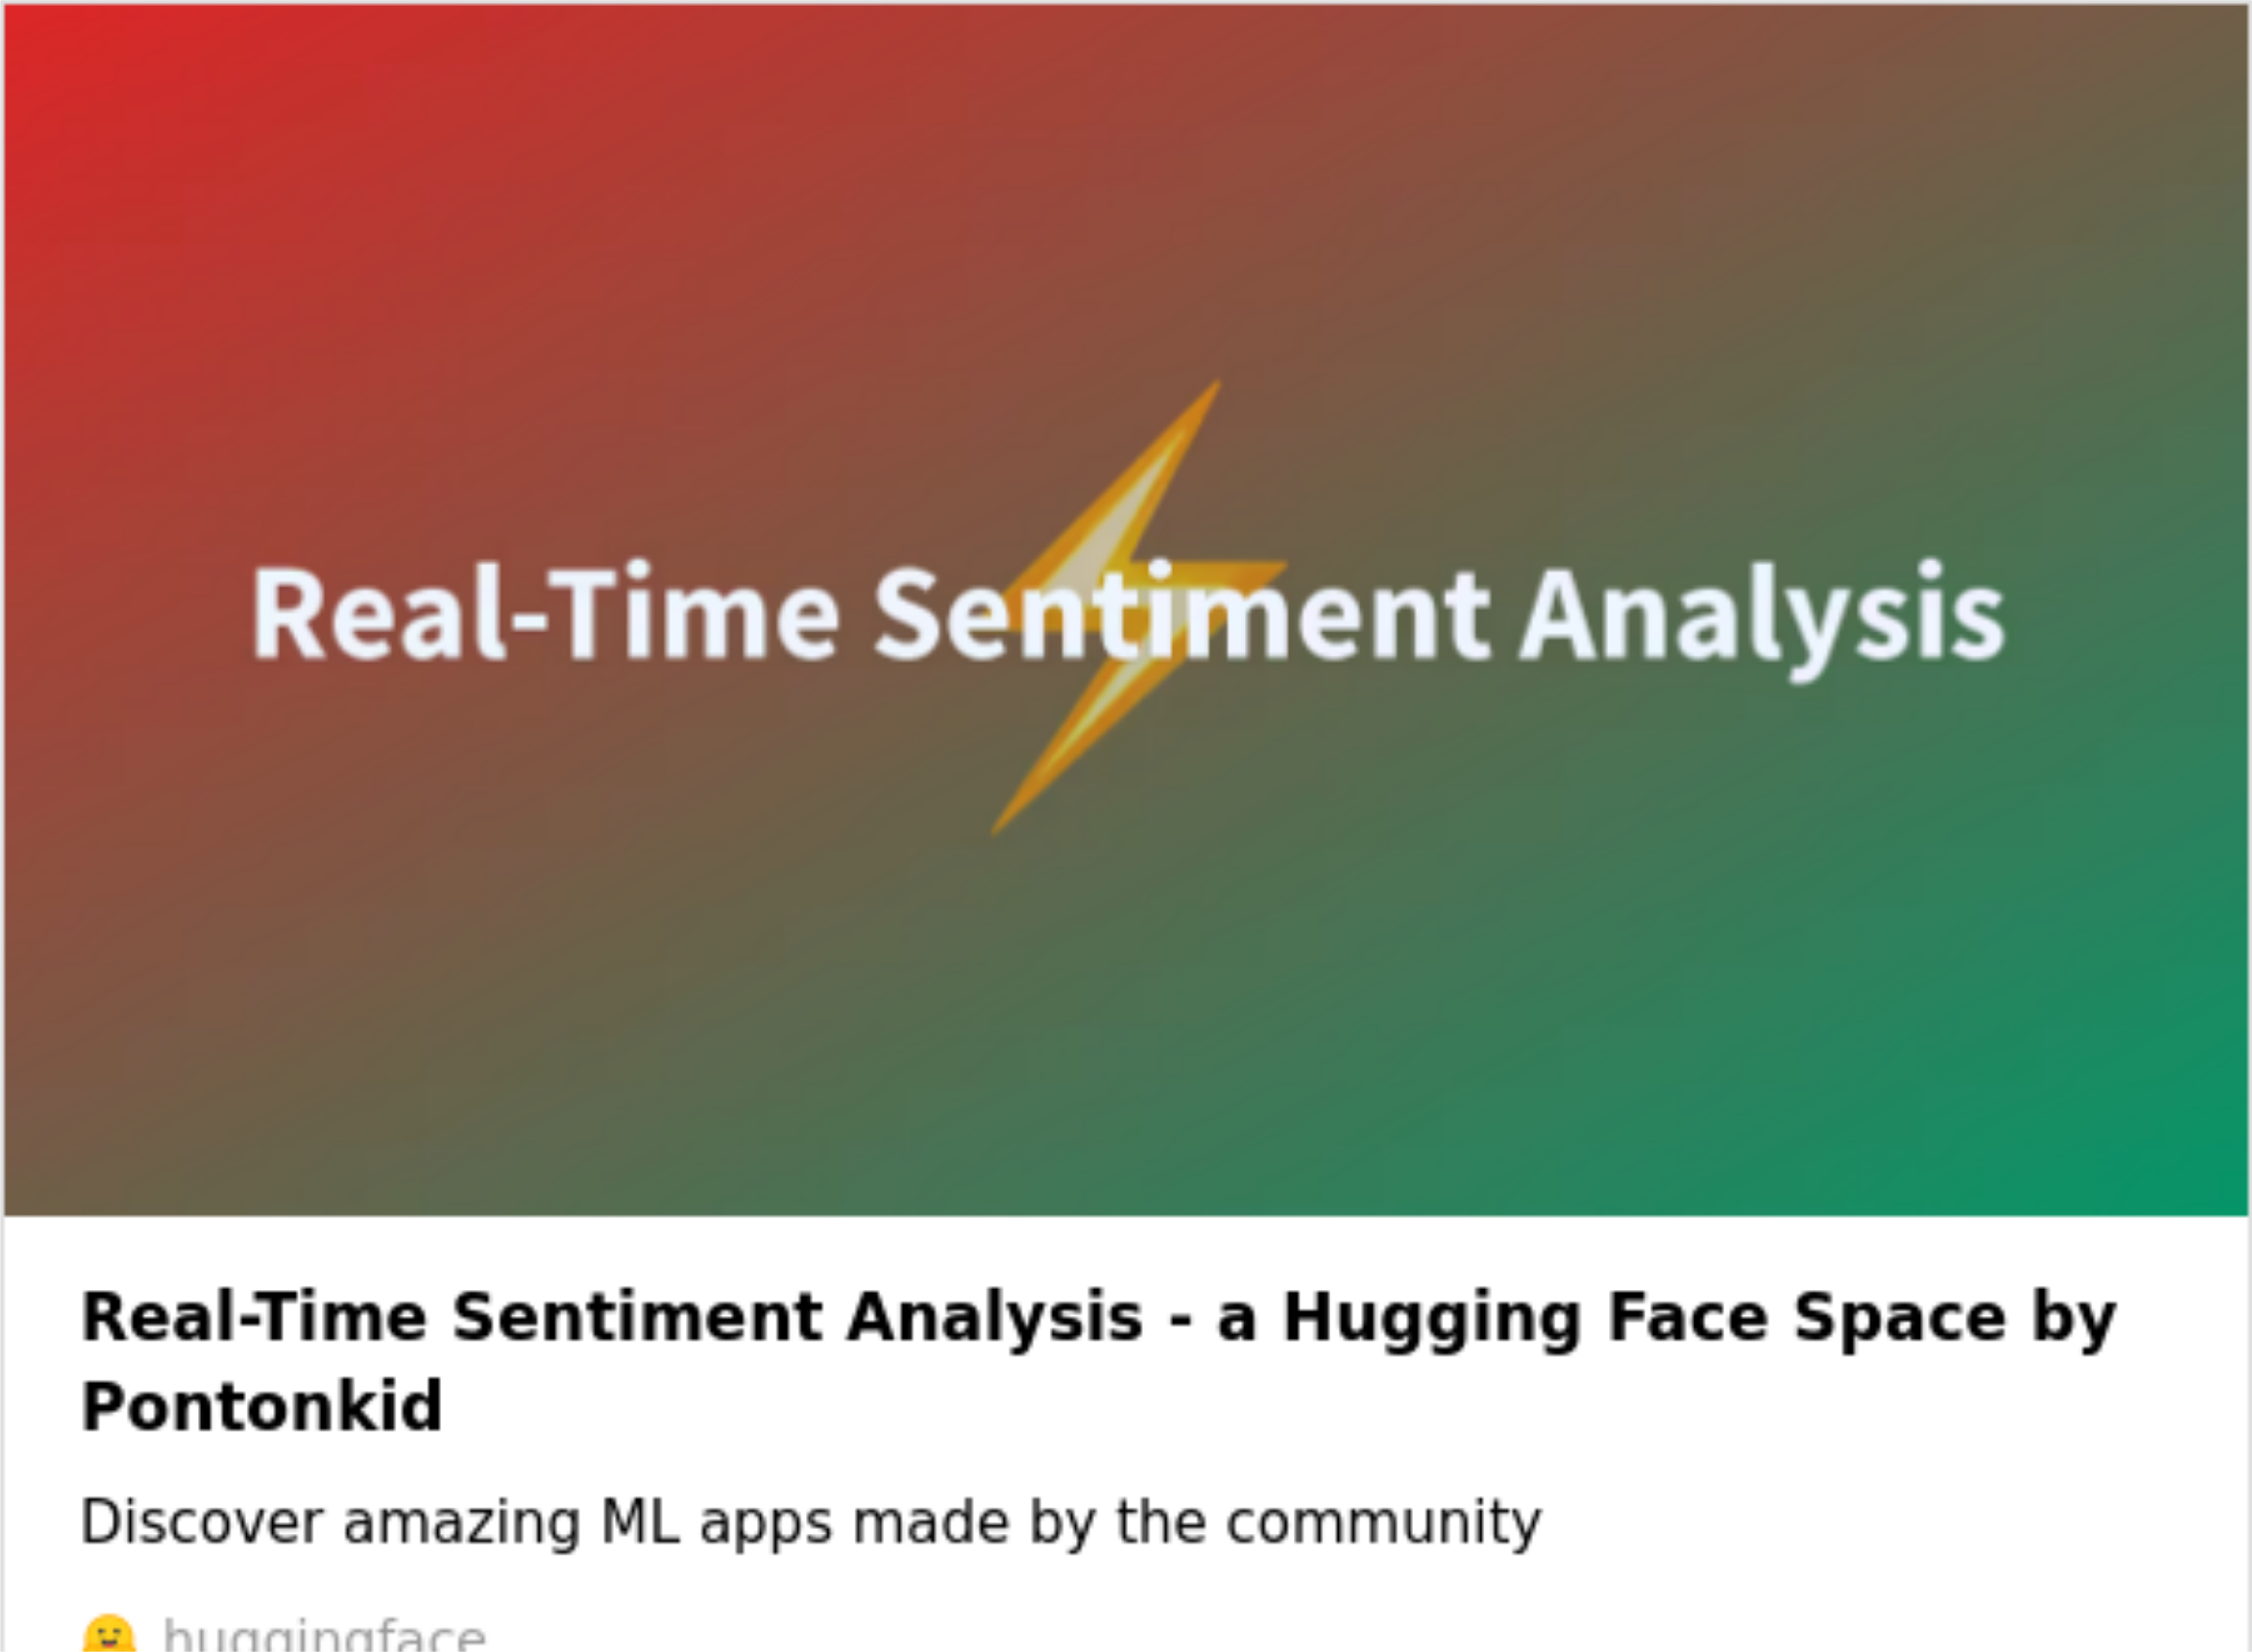 Real-Time Sentiment Analysis
Real-Time Sentiment Analysis - a Hugging Face Space by
Pontonkid
Discover amazing ML apps made by the community
huggingface